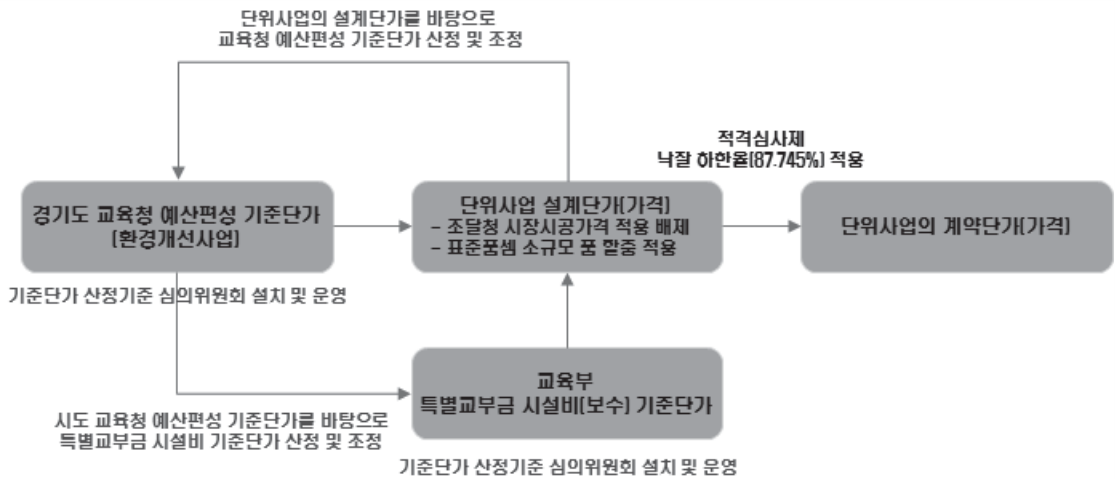 단위사업의 설계단가를 바탕으로
교육청 예산편성 기준단가 산정 및 조정
적격심사제
낙찰 하한율(87.745%) 적용
경기도 교육청 예산편성 기준단가
(환경개선사업)
단위사업 설계단가(가격)
– 조달청 시장시공가격 적용 배제
– 표준품셈 소규모 품 할증 적용
단위사업의 계약단가(가격)
기준단가 산정기준 심의위원회 설치 및 운영
교육부
특별교부금 시설비(보수) 기준단가
시도 교육청 예산편성 기준단가를 바탕으로
특별교부금 시설비 기준단가 산정 및 조정
기준단가 산정기준 심의위원회 설치 및 운영